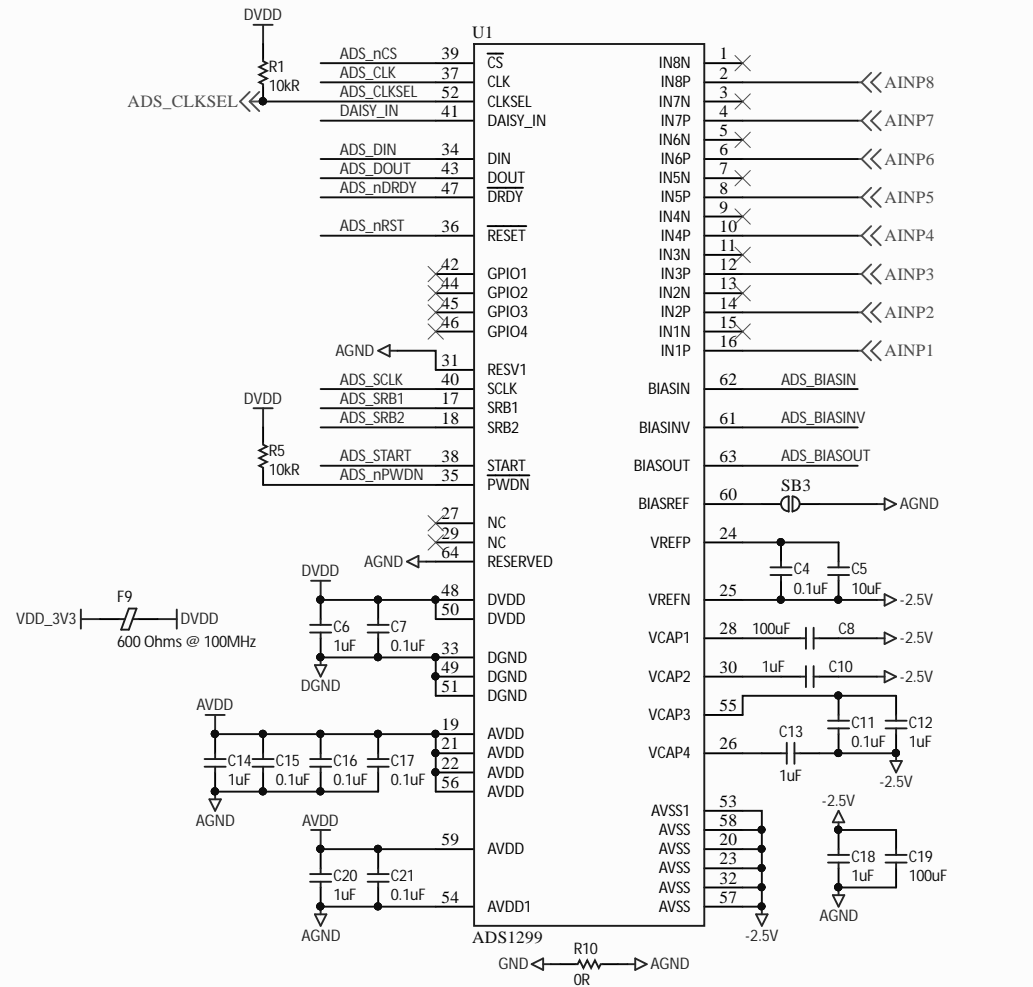 DVDD
U1
R1
10kR
ADS_CLKSEL
ADS_nCS 39 CS IN8N 1
ADS_CLK 37 CLK IN8P 2 AINP8
ADS_CLKSEL 52 CLKSEL IN7N 3
DAISY_IN 41 DAISY_IN IN7P 4 AINP7
IN6N 5
ADS_DIN 34 DIN IN6P 6 AINP6
ADS_DOUT 43 DOUT IN5N 7
ADS_nDRDY 47 DRDY IN5P 8 AINP5
IN4N 9
ADS_nRST 36 RESET IN4P 10 AINP4
IN3N 11
42 GPIO1 IN3P 12 AINP3
44 GPIO2 IN2N 13
45 GPIO3 IN2P 14 AINP2
46 GPIO4 IN1N 15
AGND IN1P 16 AINP1
31 RESV1
ADS_SCLK 40 SCLK BIASIN 62 ADS_BIASIN
ADS_SRB1 17 SRB1
ADS_SRB2 18 SRB2 BIASINV 61 ADS_BIASINV
DVDD
R5
10kR
ADS_START 38 START BIASOUT 63 ADS_BIASOUT
ADS_nPWDN 35 PWDN
SB3
BIASREF 60 AGND
27 NC
29 NC VREFP 24
AGND 64 RESERVED
C4
0.1uF
C5
10uF
DVDD
48 DVDD VREFN 25 -2.5V
50 DVDD
F9
VDD_3V3 DVDD
600 Ohms @ 100MHz
C6
1uF
C7
0.1uF
VCAP1 28 100uF C8 -2.5V
33 DGND
49 DGND VCAP2 30 1uF C10 -2.5V
51 DGND
DGND
AVDD
VCAP3 55
C11
0.1uF
C12
1uF
19 AVDD
21 AVDD VCAP4 26 C13
1uF
-2.5V
22 AVDD
56 AVDD
C14
1uF
C15
0.1uF
C16
0.1uF
C17
0.1uF
AGND
AVDD
AVSS1 53
AVSS 58
59 AVDD AVSS 20
AVSS 23
AVSS 32
54 AVDD1 AVSS 57
-2.5V
C20
1uF
C21
0.1uF
AGND
-2.5V
C18
1uF
C19
100uF
AGND
ADS1299
R10
GND AGND
0R